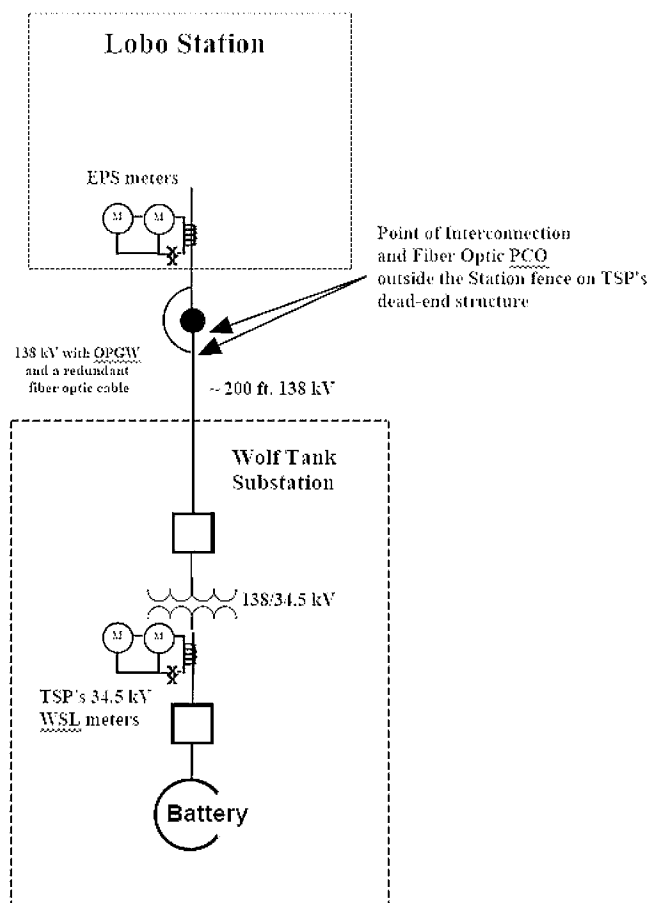 Lobo Station
EPS meters
M M
Point of Interconnection
and Fiber Optic PCO
outside the Station fence on TSP's
dead-end structure
138 kV with OPGW
and a redundant
fiber optic cable
~ 200 ft. 138 kV
Wolf Tank
Substation
138/34.5 kV
M M
TSP's 34.5 kV
WSL meters
Battery